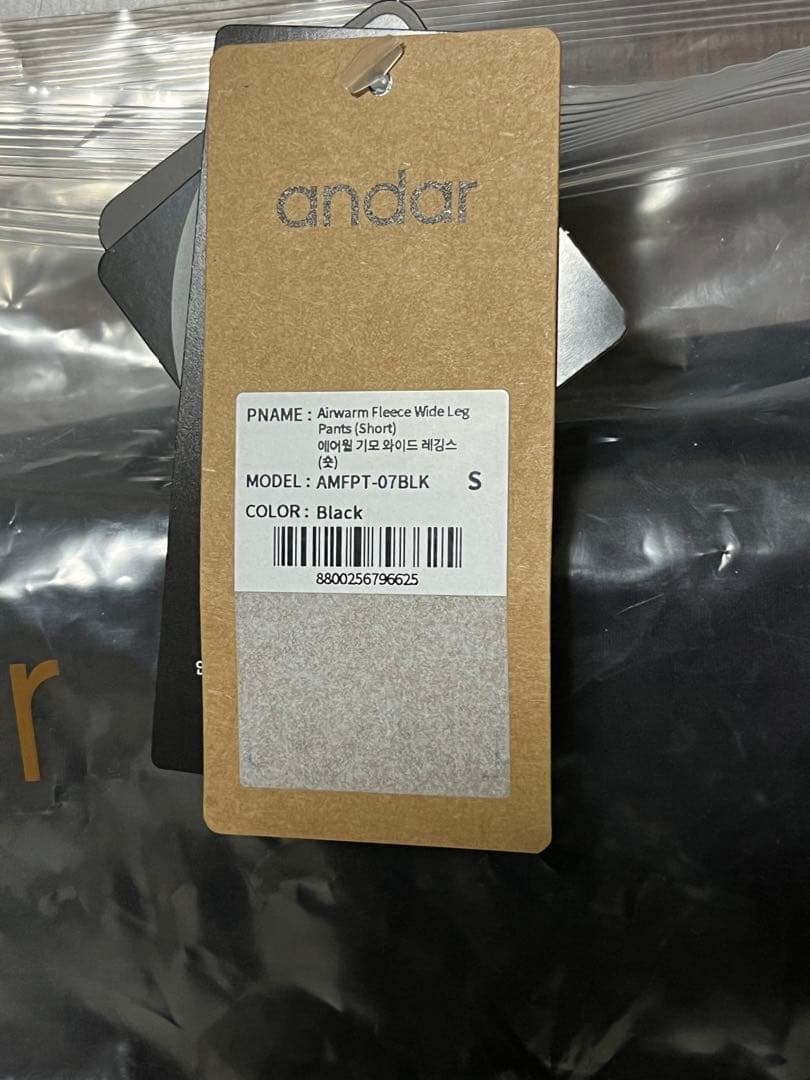 andar
PNAME : Airwarm Fleece Wide Leg
Pants (Short)
에어웜 기모 와이드 레깅스
(숏)
MODEL : AMFPT-07BLK S
COLOR : Black
8800256796625
r